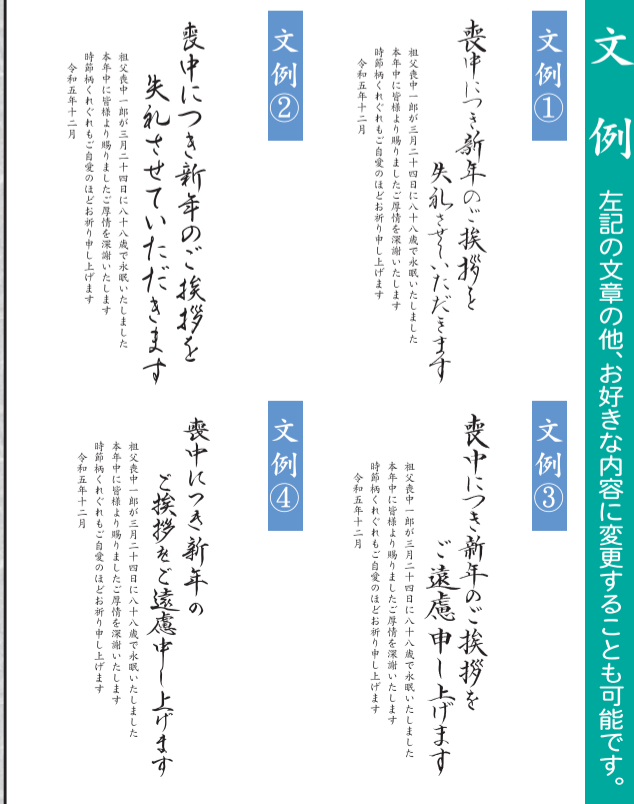 文例
左記の文章の他、お好きな内容に変更することも可能です。
文例①
喪中につき新年のご挨拶を
失礼させていただきます
祖父喪中一郎が三月二十四日に八十八歳で永眠いたしました
本年中に皆様より賜りましたご厚情を深謝いたします
時節柄くれぐれもご自愛のほどお祈り申し上げます
令和五年十二月
文例②
喪中につき新年のご挨拶を
失礼させていただきます
祖父喪中一郎が三月二十四日に八十八歳で永眠いたしました
本年中に皆様より賜りましたご厚情を深謝いたします
時節柄くれぐれもご自愛のほどお祈り申し上げます
令和五年十二月
文例③
喪中につき新年のご挨拶を
ご遠慮申し上げます
祖父喪中一郎が三月二十四日に八十八歳で永眠いたしました
本年中に皆様より賜りましたご厚情を深謝いたします
時節柄くれぐれもご自愛のほどお祈り申し上げます
令和五年十二月
文例④
喪中につき新年の
ご挨拶をご遠慮申し上げます
祖父喪中一郎が三月二十四日に八十八歳で永眠いたしました
本年中に皆様より賜りましたご厚情を深謝いたします
時節柄くれぐれもご自愛のほどお祈り申し上げます
令和五年十二月